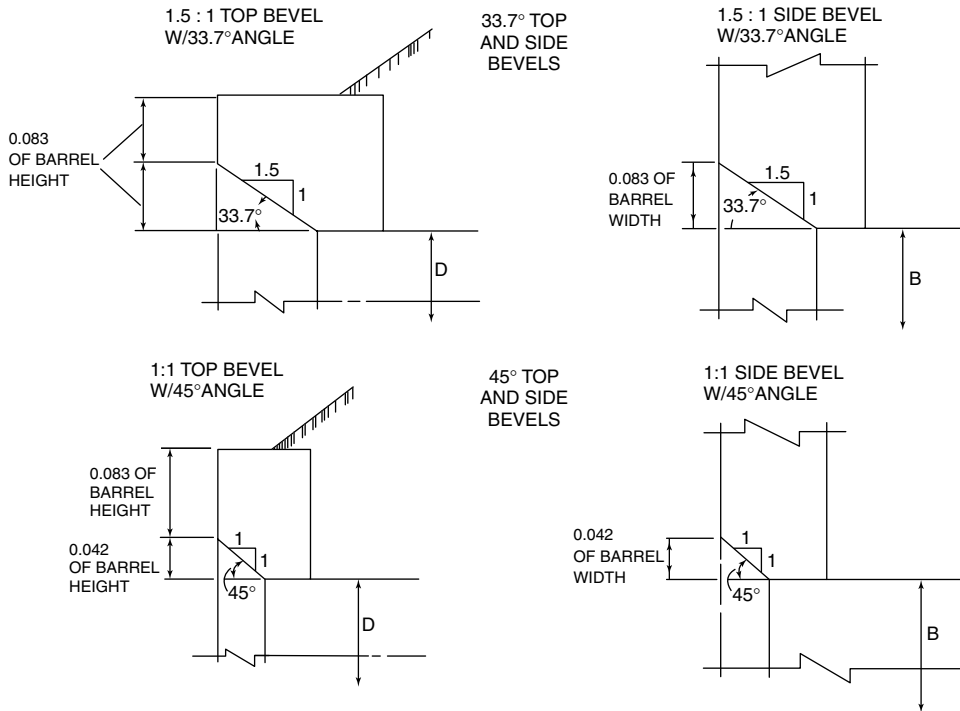 1.5 : 1 TOP BEVEL
W/33.7°ANGLE
33.7° TOP
AND SIDE
BEVELS
1.5 : 1 SIDE BEVEL
W/33.7°ANGLE
0.083
OF BARREL
HEIGHT
1.5
1
33.7°
D
0.083 OF
BARREL
WIDTH
1.5
1
33.7°
B
1:1 TOP BEVEL
W/45°ANGLE
45° TOP
AND SIDE
BEVELS
1:1 SIDE BEVEL
W/45°ANGLE
0.083 OF
BARREL
HEIGHT
0.042
OF BARREL
HEIGHT
1
1
45°
D
0.042
OF BARREL
WIDTH
1
1
45°
B